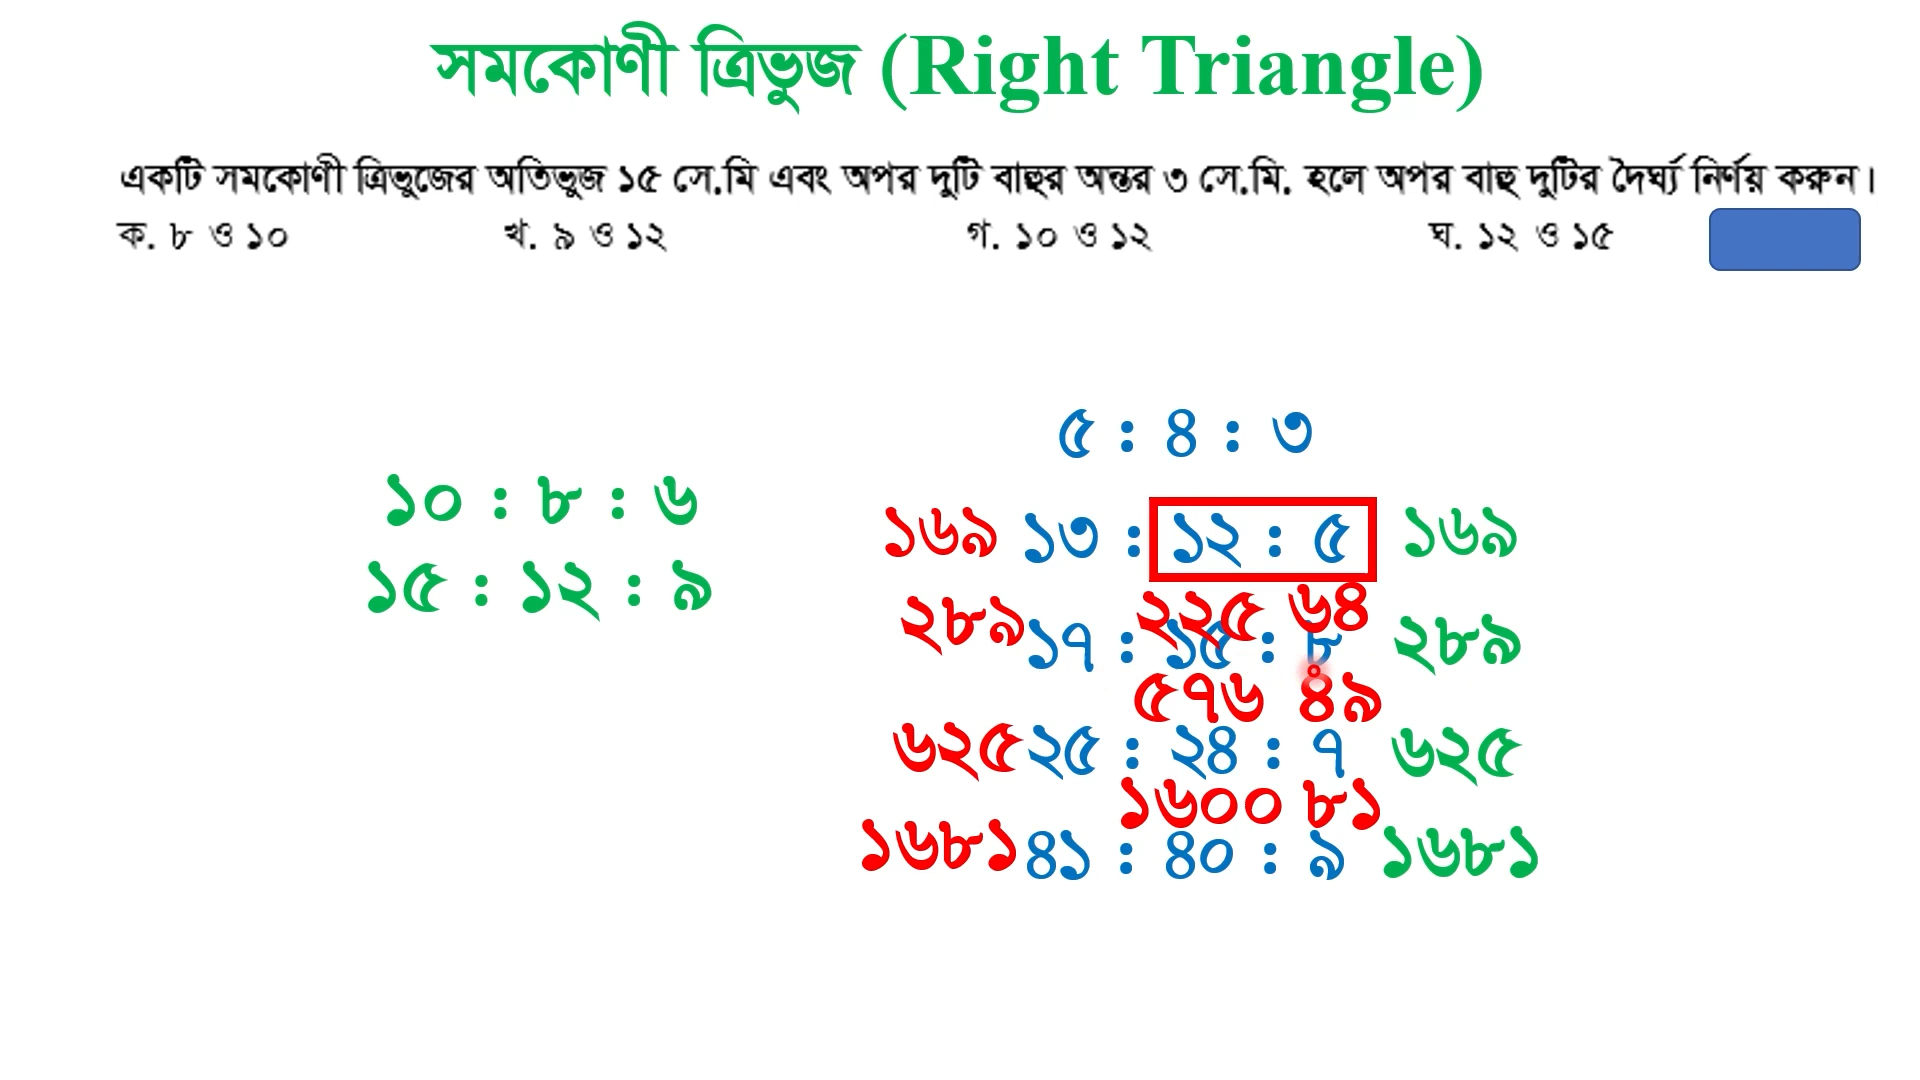 সমকোণী ত্রিভুজ (Right Triangle)
একটি সমকোণী ত্রিভুজের অতিভুজ ১৫ সে.মি এবং অপর দুটি বাহুর অন্তর ৩ সে.মি. হলে অপর বাহু দুটির দৈর্ঘ্য নির্ণয় করুন।
ক. ৮ ও ১০ খ. ৯ ও ১২ গ. ১০ ও ১২ ঘ. ১২ ও ১৫
১০ : ৮ : ৬
১৫ : ১২ : ৯
৫ : ৪ : ৩
১৬৯ ১৩ : ১২ : ৫ ১৬৯
২২৫ ৬৪
২৮৯ ১৭ : ১৫ : ৮ ২৮৯
৫৭৬ ৪৯
৬২৫ ২৫ : ২৪ : ৭ ৬২৫
১৬০০ ৮১
১৬৮১ ৪১ : ৪০ : ৯ ১৬৮১